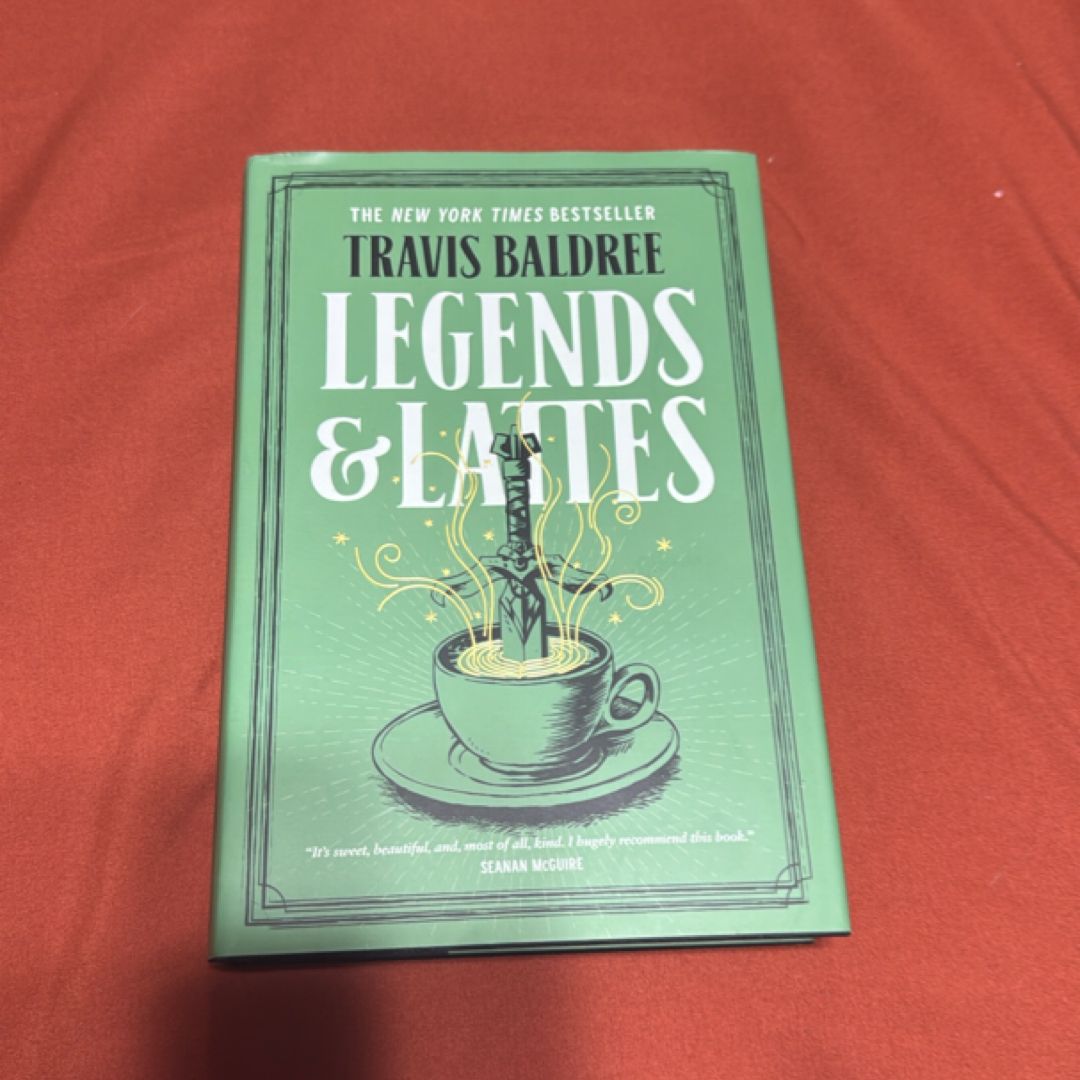 THE NEW YORK TIMES BESTSELLER
TRAVIS BALDREE
LEGENDS
& LATTES
"It's sweet, beautiful, and, most of all, kind. I hugely recommend this book."
SEANAN McGUIRE